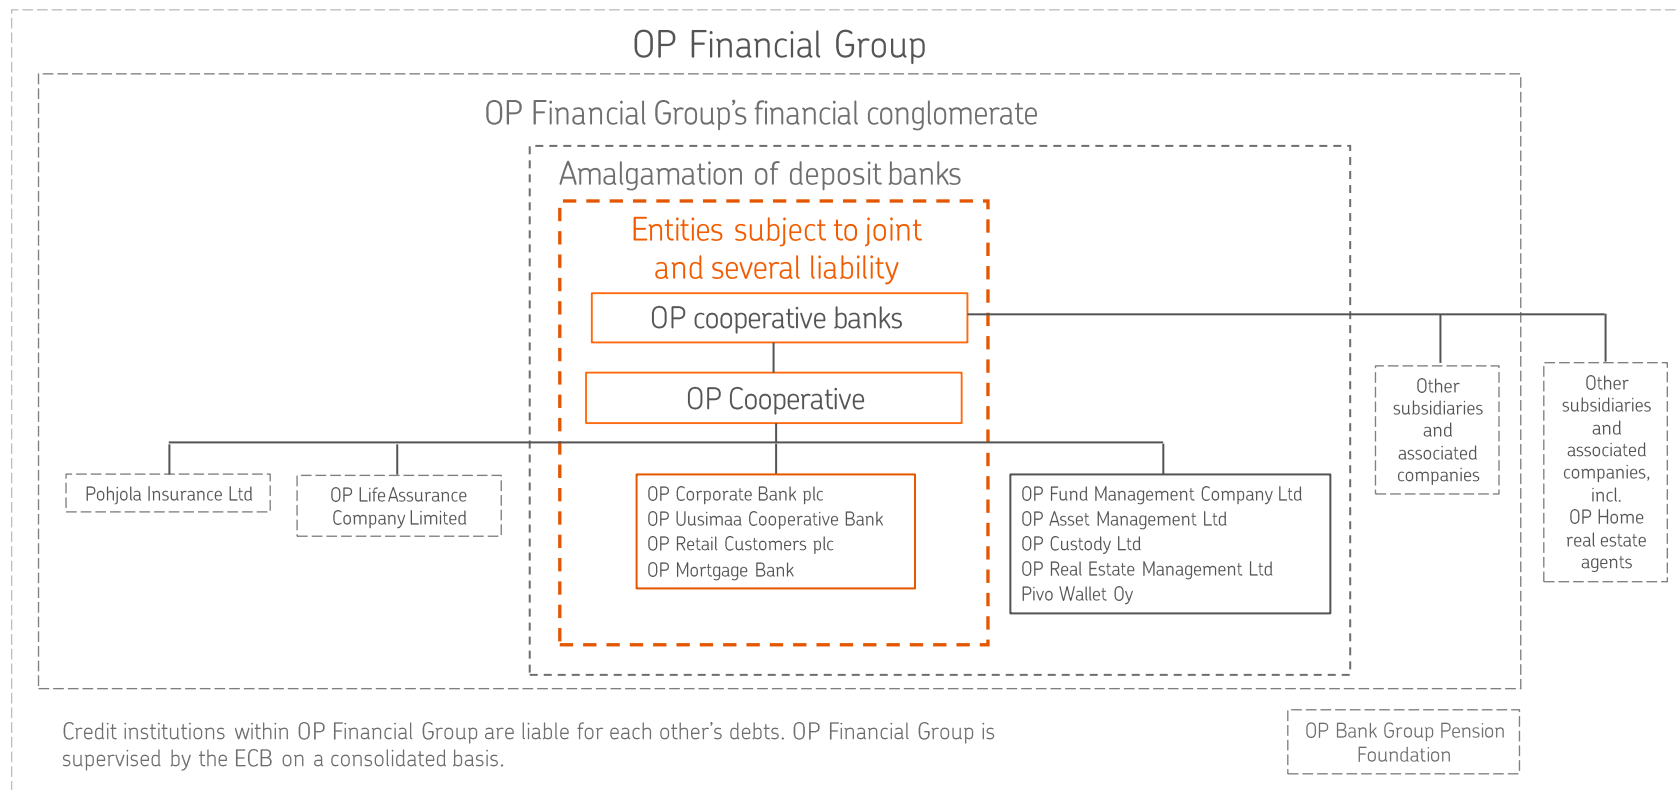 OP Financial Group
OP Financial Group's financial conglomerate
Amalgamation of deposit banks
Entities subject to joint
and several liability
OP cooperative banks
OP Cooperative
Pohjola Insurance Ltd
OP Life Assurance
Company Limited
OP Corporate Bank plc
OP Uusimaa Cooperative Bank
OP Retail Customers plc
OP Mortgage Bank
OP Fund Management Company Ltd
OP Asset Management Ltd
OP Custody Ltd
OP Real Estate Management Ltd
Pivo Wallet Oy
Other
subsidiaries
and
associated
companies
Other
subsidiaries
and
associated
companies,
incl.
OP Home
real estate
agents
Credit institutions within OP Financial Group are liable for each other's debts. OP Financial Group is
supervised by the ECB on a consolidated basis.
OP Bank Group Pension
Foundation